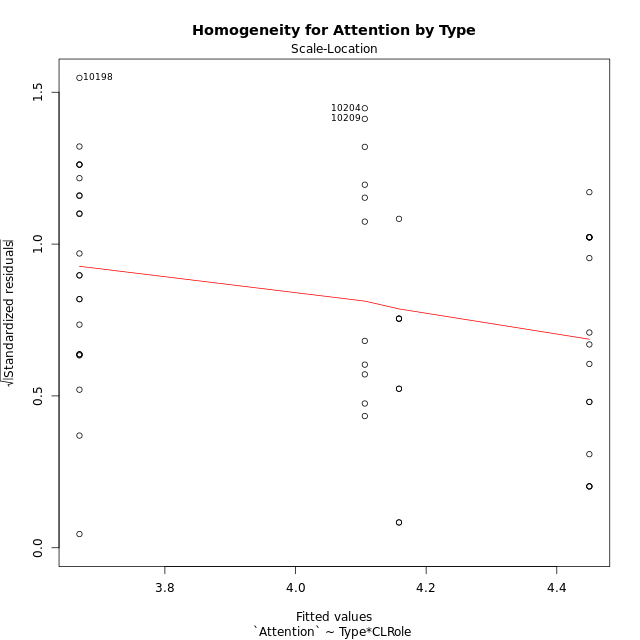 Homogeneity for Attention by Type
Scale-Location
10198
10204
10209
1.5
1.0
0.5
0.0
√|Standardized residuals|
3.8 4.0 4.2 4.4
Fitted values
`Attention` ~ Type*CLRole